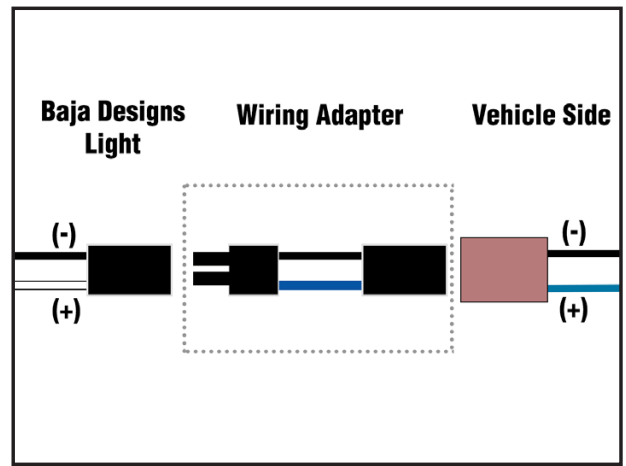 Baja Designs
Light
Wiring Adapter
Vehicle Side
(-)
(+)
(-)
(+)